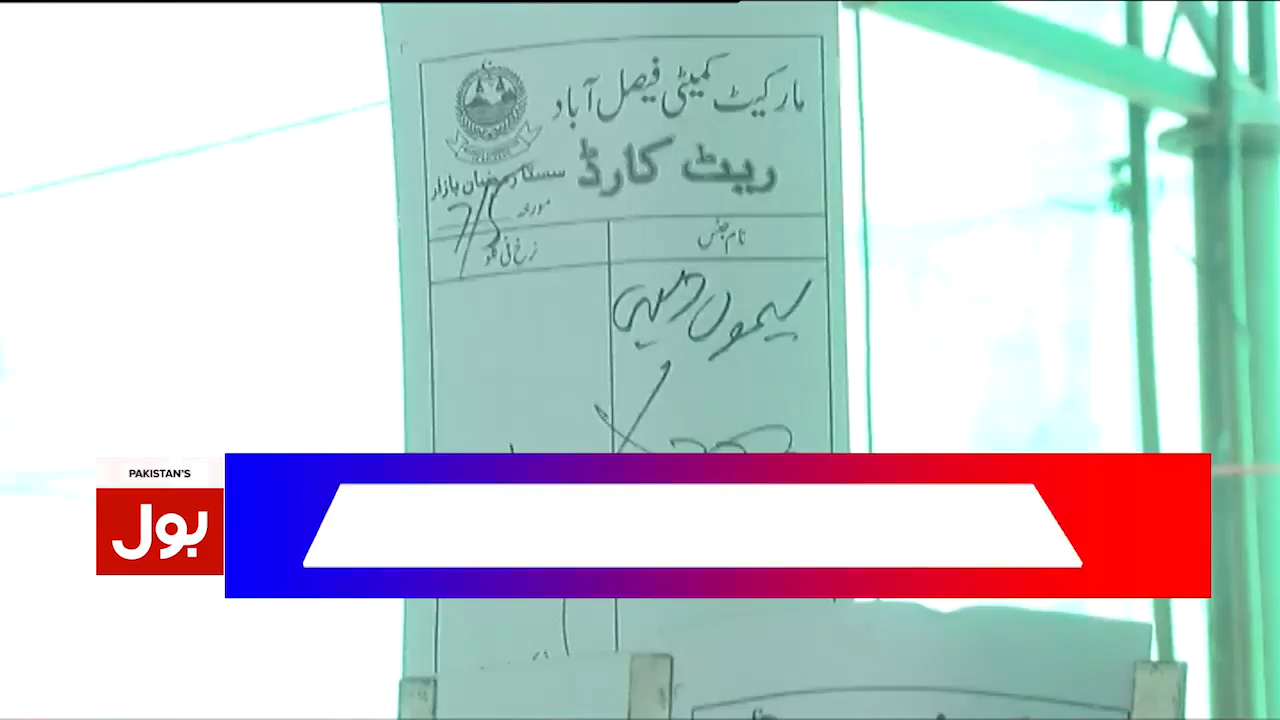 مارکیٹ کمیٹی فیصل آباد
ریٹ کارڈ
سستا رمضان بازار
مورخہ 7/5
نام جنس
نرخ فی کلو
لیموں دیسی
PAKISTAN'S
بول